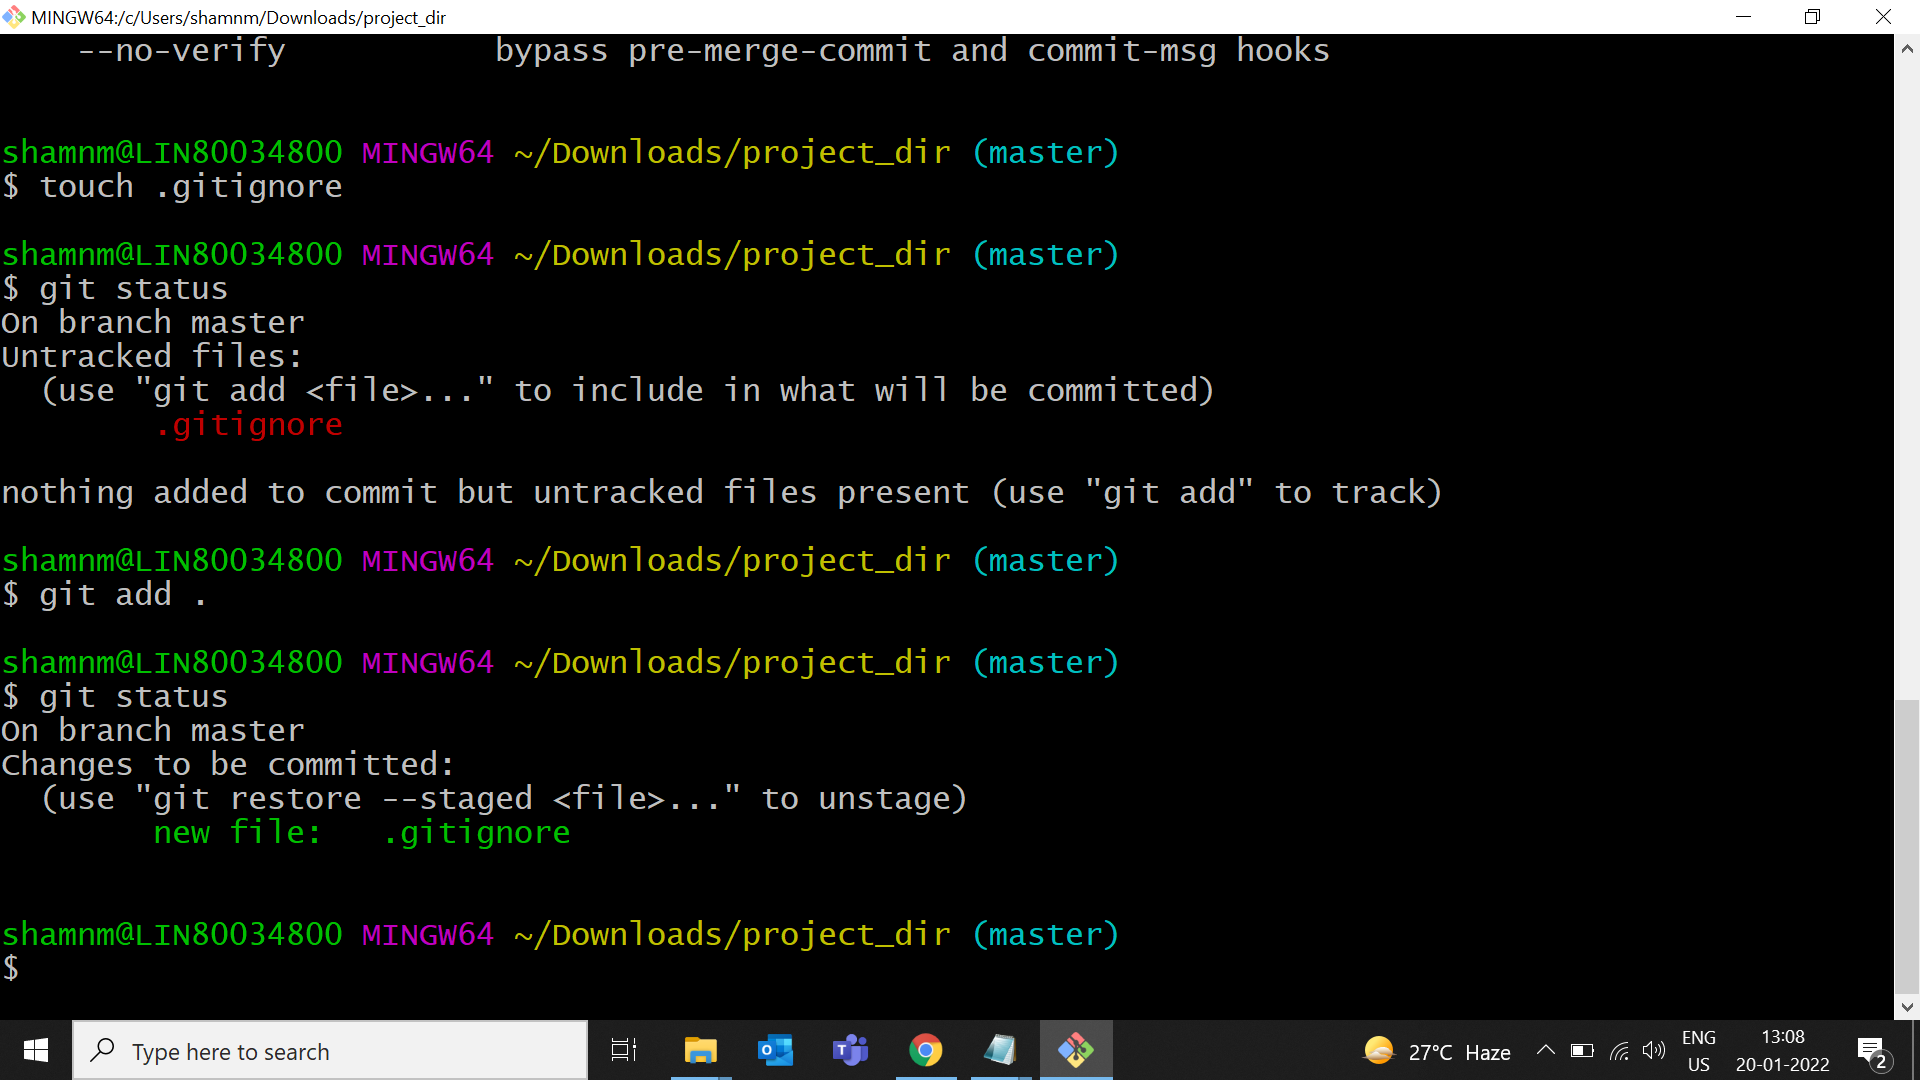 MINGW64:/c/Users/shamnm/Downloads/project_dir
--no-verify bypass pre-merge-commit and commit-msg hooks
shamnm@LIN80034800 MINGW64 ~/Downloads/project_dir (master)
$ touch .gitignore
shamnm@LIN80034800 MINGW64 ~/Downloads/project_dir (master)
$ git status
On branch master
Untracked files:
(use "git add <file>..." to include in what will be committed)
.gitignore
nothing added to commit but untracked files present (use "git add" to track)
shamnm@LIN80034800 MINGW64 ~/Downloads/project_dir (master)
$ git add .
shamnm@LIN80034800 MINGW64 ~/Downloads/project_dir (master)
$ git status
On branch master
Changes to be committed:
(use "git restore --staged <file>..." to unstage)
new file: .gitignore
shamnm@LIN80034800 MINGW64 ~/Downloads/project_dir (master)
$
Type here to search
27°C Haze
ENG
US
13:08
20-01-2022
2